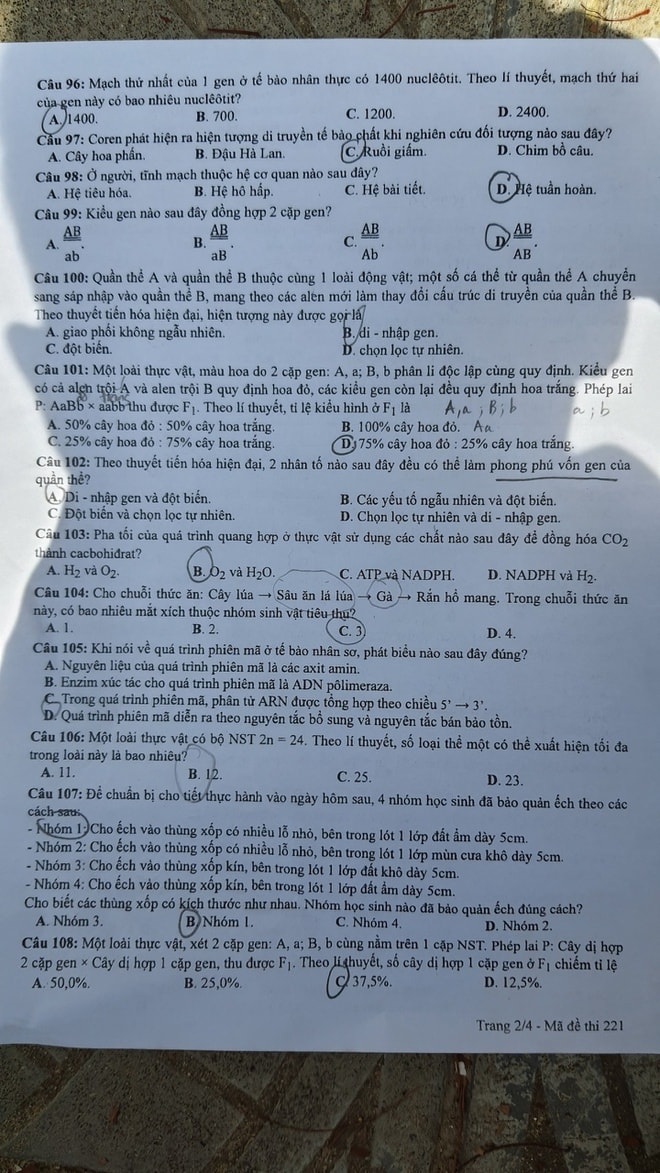 Câu 96: Mạch thứ nhất của 1 gen ở tế bào nhân thực có 1400 nuclêôtit. Theo lí thuyết, mạch thứ hai
của gen này có bao nhiêu nuclêôtit?
A. 1400. B. 700. C. 1200. D. 2400.
Câu 97: Coren phát hiện ra hiện tượng di truyền tế bào chất khi nghiên cứu đối tượng nào sau đây?
A. Cây hoa phấn. B. Đậu Hà Lan. C. Ruồi giấm. D. Chim bồ câu.
Câu 98: Ở người, tĩnh mạch thuộc hệ cơ quan nào sau đây?
A. Hệ tiêu hóa. B. Hệ hô hấp. C. Hệ bài tiết. D. Hệ tuần hoàn.
Câu 99: Kiểu gen nào sau đây đồng hợp 2 cặp gen?
A. AB/ab. B. AB/aB. C. AB/Ab. D. AB/AB.
Câu 100: Quần thể A và quần thể B thuộc cùng 1 loài động vật; một số cá thể từ quần thể A chuyển
sang sáp nhập vào quần thể B, mang theo các alen mới làm thay đổi cấu trúc di truyền của quần thể B.
Theo thuyết tiến hóa hiện đại, hiện tượng này được gọi là
A. giao phối không ngẫu nhiên. B. di - nhập gen.
C. đột biến. D. chọn lọc tự nhiên.
Câu 101: Một loài thực vật, màu hoa do 2 cặp gen: A, a; B, b phân li độc lập cùng quy định. Kiểu gen
có cả alen trội A và alen trội B quy định hoa đỏ, các kiểu gen còn lại đều quy định hoa trắng. Phép lai
P: AaBb × aabb thu được F₁. Theo lí thuyết, tỉ lệ kiểu hình ở F₁ là A,a ; B;b a ; b
A. 50% cây hoa đỏ : 50% cây hoa trắng. B. 100% cây hoa đỏ. Aa
C. 25% cây hoa đỏ : 75% cây hoa trắng. D. 75% cây hoa đỏ : 25% cây hoa trắng.
Câu 102: Theo thuyết tiến hóa hiện đại, 2 nhân tố nào sau đây đều có thể làm phong phú vốn gen của
quần thể?
A. Di - nhập gen và đột biến. B. Các yếu tố ngẫu nhiên và đột biến.
C. Đột biến và chọn lọc tự nhiên. D. Chọn lọc tự nhiên và di - nhập gen.
Câu 103: Pha tối của quá trình quang hợp ở thực vật sử dụng các chất nào sau đây để đồng hóa CO₂
thành cacbohiđrat?
A. H₂ và O₂. B. O₂ và H₂O. C. ATP và NADPH. D. NADPH và H₂.
Câu 104: Cho chuỗi thức ăn: Cây lúa → Sâu ăn lá lúa → Gà → Rắn hổ mang. Trong chuỗi thức ăn
này, có bao nhiêu mắt xích thuộc nhóm sinh vật tiêu thụ?
A. 1. B. 2. C. 3. D. 4.
Câu 105: Khi nói về quá trình phiên mã ở tế bào nhân sơ, phát biểu nào sau đây đúng?
A. Nguyên liệu của quá trình phiên mã là các axit amin.
B. Enzim xúc tác cho quá trình phiên mã là ADN pôlimeraza.
C. Trong quá trình phiên mã, phân tử ARN được tổng hợp theo chiều 5' → 3'.
D. Quá trình phiên mã diễn ra theo nguyên tắc bổ sung và nguyên tắc bán bảo tồn.
Câu 106: Một loài thực vật có bộ NST 2n = 24. Theo lí thuyết, số loại thể một có thể xuất hiện tối đa
trong loài này là bao nhiêu?
A. 11. B. 12. C. 25. D. 23.
Câu 107: Để chuẩn bị cho tiết thực hành vào ngày hôm sau, 4 nhóm học sinh đã bảo quản ếch theo các
cách sau:
- Nhóm 1: Cho ếch vào thùng xốp có nhiều lỗ nhỏ, bên trong lót 1 lớp đất ẩm dày 5cm.
- Nhóm 2: Cho ếch vào thùng xốp có nhiều lỗ nhỏ, bên trong lót 1 lớp mùn cưa khô dày 5cm.
- Nhóm 3: Cho ếch vào thùng xốp kín, bên trong lót 1 lớp đất khô dày 5cm.
- Nhóm 4: Cho ếch vào thùng xốp kín, bên trong lót 1 lớp đất ẩm dày 5cm.
Cho biết các thùng xốp có kích thước như nhau. Nhóm học sinh nào đã bảo quản ếch đúng cách?
A. Nhóm 3. B. Nhóm 1. C. Nhóm 4. D. Nhóm 2.
Câu 108: Một loài thực vật, xét 2 cặp gen: A, a; B, b cùng nằm trên 1 cặp NST. Phép lai P: Cây dị hợp
2 cặp gen × Cây dị hợp 1 cặp gen, thu được F₁. Theo lí thuyết, số cây dị hợp 1 cặp gen ở F₁ chiếm tỉ lệ
A. 50,0%. B. 25,0%. C. 37,5%. D. 12,5%.
Trang 2/4 - Mã đề thi 221